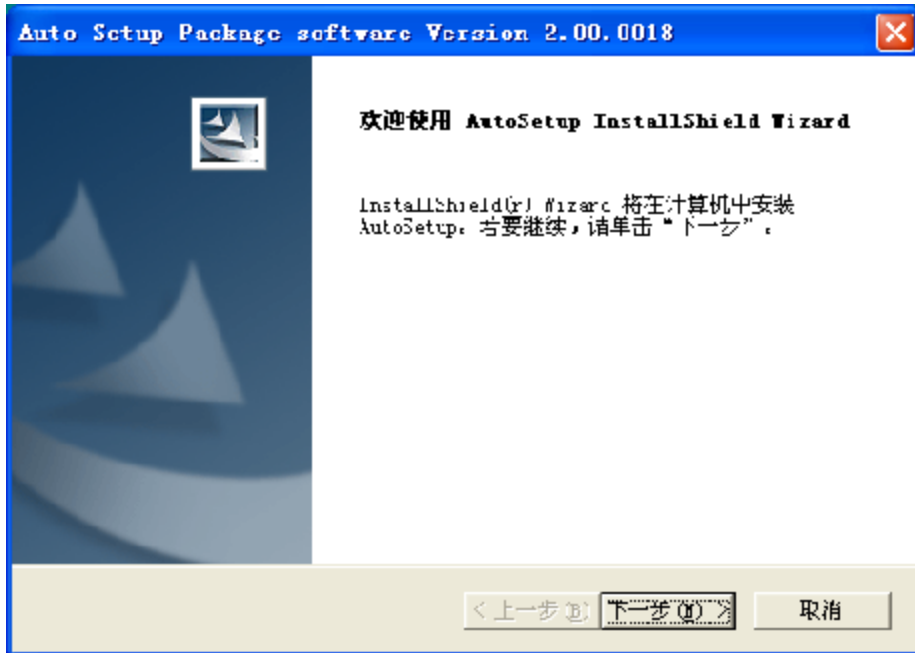 Auto Setup Package software Version 2.00.0018
欢迎使用 AutoSetup InstallShield Wizard
InstallShield(r) Wizard 将在计算机中安装
AutoSetup。若要继续，请单击“下一步”。
< 上一步(B)
下一步(N) >
取消